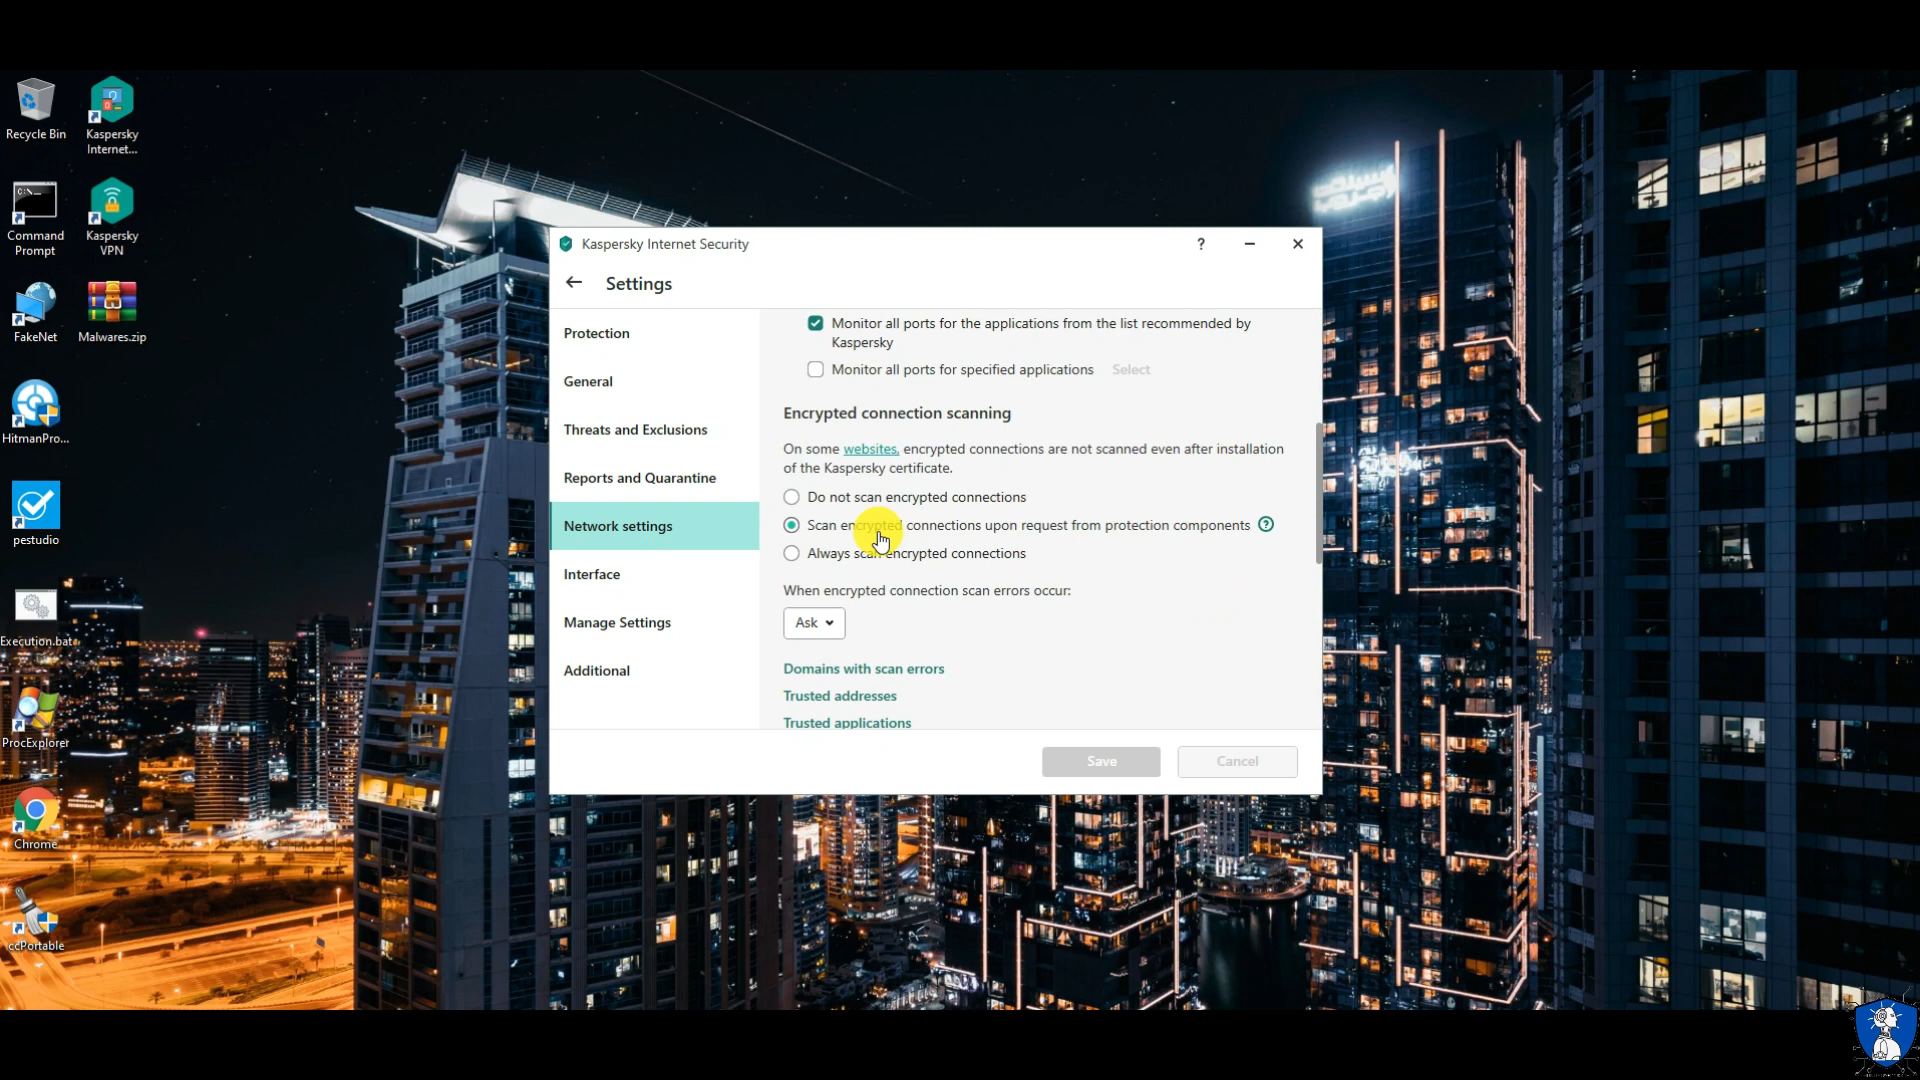 Recycle Bin
Kaspersky
Internet...
Command
Prompt
Kaspersky
VPN
FakeNet
Malwares.zip
HitmanPro...
pestudio
Execution.bat
ProcExplorer
Chrome
ccPortable
Kaspersky Internet Security
?
Settings
Protection
General
Threats and Exclusions
Reports and Quarantine
Network settings
Interface
Manage Settings
Additional
Monitor all ports for the applications from the list recommended by
Kaspersky
Monitor all ports for specified applications Select
Encrypted connection scanning
On some websites, encrypted connections are not scanned even after installation
of the Kaspersky certificate.
Do not scan encrypted connections
Scan encrypted connections upon request from protection components ?
Always scan encrypted connections
When encrypted connection scan errors occur:
Ask
Domains with scan errors
Trusted addresses
Trusted applications
Save
Cancel